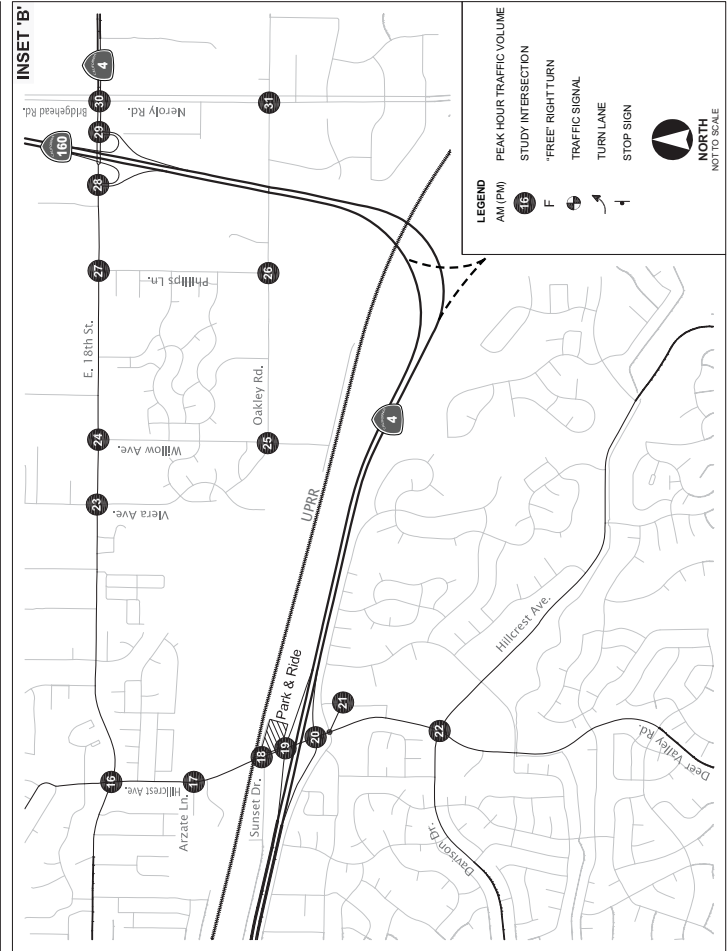 INSET 'B'
4
160
Bridgehead Rd.
Neroly Rd.
30
29
28
27
24
23
16
E. 18th St.
31
26
25
Phillips Ln.
Willow Ave.
Viera Ave.
Oakley Rd.
UPRR
4
Hillcrest Ave.
17
Arzate Ln.
Sunset Dr.
18
19
20
21
Park & Ride
22
Hillcrest Ave.
Davison Dr.
Deer Valley Rd.
LEGEND
AM (PM) PEAK HOUR TRAFFIC VOLUME
16 STUDY INTERSECTION
F "FREE" RIGHT TURN
TRAFFIC SIGNAL
TURN LANE
STOP SIGN
NORTH
NOT TO SCALE